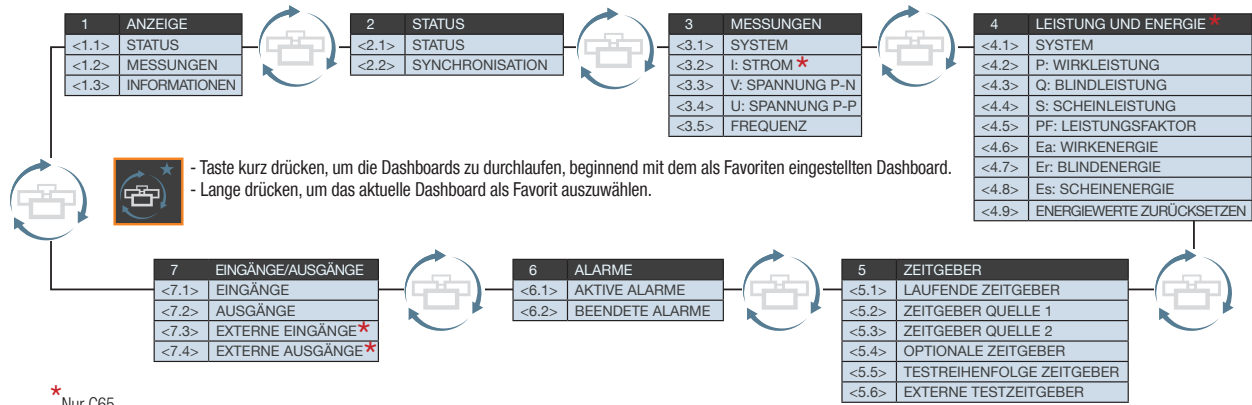 1 ANZEIGE
<1.1> STATUS
<1.2> MESSUNGEN
<1.3> INFORMATIONEN
2 STATUS
<2.1> STATUS
<2.2> SYNCHRONISATION
3 MESSUNGEN
<3.1> SYSTEM
<3.2> I: STROM *
<3.3> V: SPANNUNG P-N
<3.4> U: SPANNUNG P-P
<3.5> FREQUENZ
4 LEISTUNG UND ENERGIE *
<4.1> SYSTEM
<4.2> P: WIRKLEISTUNG
<4.3> Q: BLINDLEISTUNG
<4.4> S: SCHEINLEISTUNG
<4.5> PF: LEISTUNGSFAKTOR
<4.6> Ea: WIRKENERGIE
<4.7> Er: BLINDENERGIE
<4.8> Es: SCHEINENERGIE
<4.9> ENERGIEWERTE ZURÜCKSETZEN
- Taste kurz drücken, um die Dashboards zu durchlaufen, beginnend mit dem als Favoriten eingestellten Dashboard.
- Lange drücken, um das aktuelle Dashboard als Favorit auszuwählen.
7 EINGÄNGE/AUSGÄNGE
<7.1> EINGÄNGE
<7.2> AUSGÄNGE
<7.3> EXTERNE EINGÄNGE *
<7.4> EXTERNE AUSGÄNGE *
6 ALARME
<6.1> AKTIVE ALARME
<6.2> BEENDETE ALARME
5 ZEITGEBER
<5.1> LAUFENDE ZEITGEBER
<5.2> ZEITGEBER QUELLE 1
<5.3> ZEITGEBER QUELLE 2
<5.4> OPTIONALE ZEITGEBER
<5.5> TESTREIHENFOLGE ZEITGEBER
<5.6> EXTERNE TESTZEITGEBER
* Nur C65